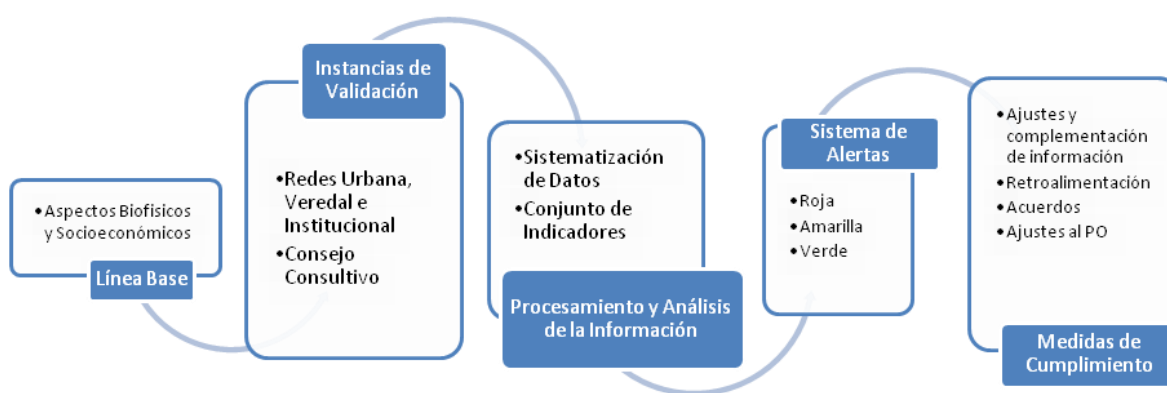 •Aspectos Biofísicos
y Socioeconómicos
Línea Base
Instancias de
Validación
•Redes Urbana,
Veredal e
Institucional
•Consejo
Consultivo
•Sistematización
de Datos
•Conjunto de
Indicadores
Procesamiento y Análisis
de la Información
Sistema de
Alertas
•Roja
•Amarilla
•Verde
•Ajustes y
complementación
de información
•Retroalimentación
•Acuerdos
•Ajustes al PO
Medidas de
Cumplimiento